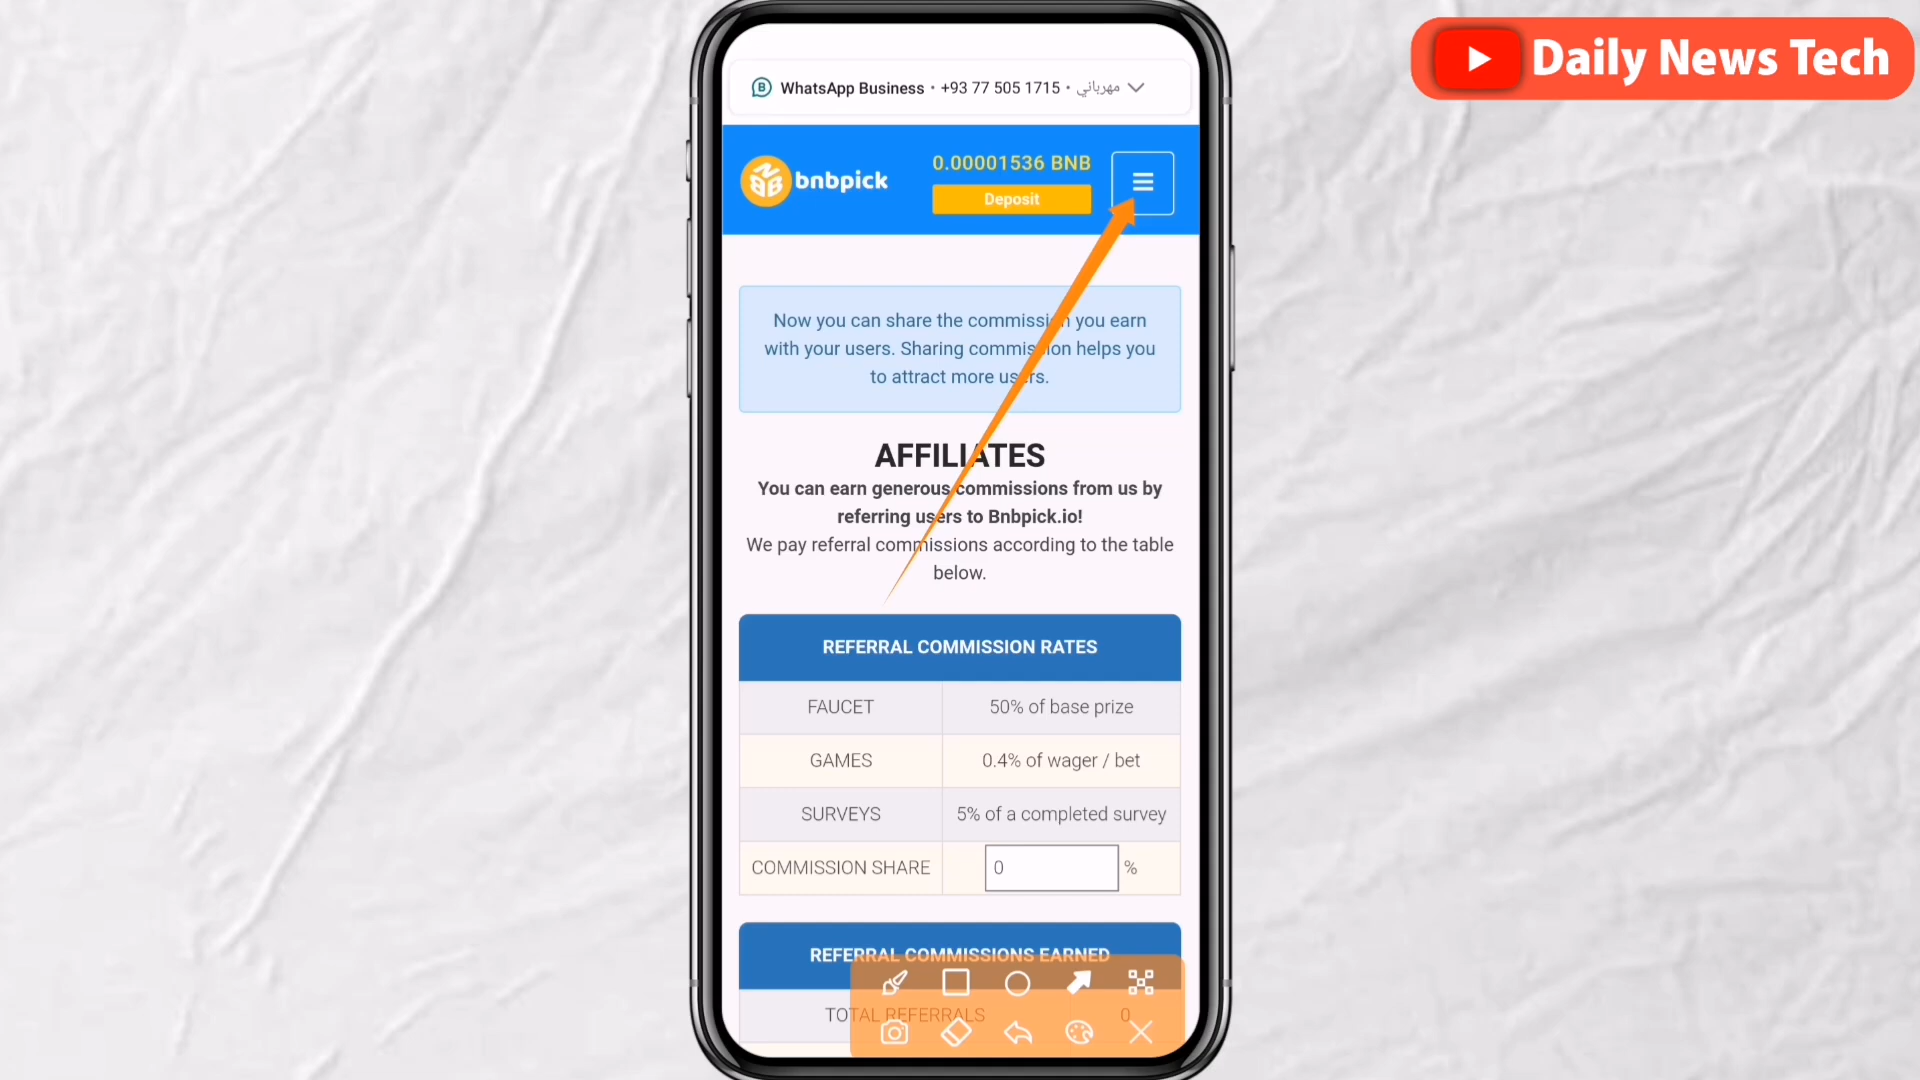 Daily News Tech
WhatsApp Business • +93 77 505 1715 • مهرباني
bnbpick
0.00001536 BNB
Deposit
Now you can share the commission you earn
with your users. Sharing commission helps you
to attract more users.
AFFILIATES
You can earn generous commissions from us by
referring users to Bnbpick.io!
We pay referral commissions according to the table
below.
REFERRAL COMMISSION RATES
FAUCET 50% of base prize
GAMES 0.4% of wager / bet
SURVEYS 5% of a completed survey
COMMISSION SHARE 0 %
REFERRAL COMMISSIONS EARNED
TOTAL REFERRALS 0